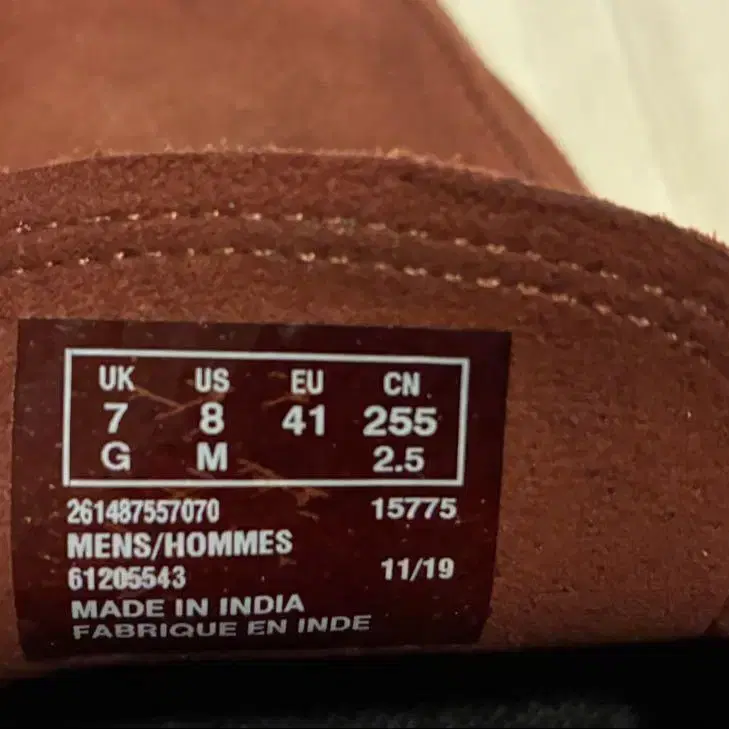 UK US EU CN
7 8 41 255
G M 2.5
261487557070 15775
MENS/HOMMES
61205543 11/19
MADE IN INDIA
FABRIQUE EN INDE